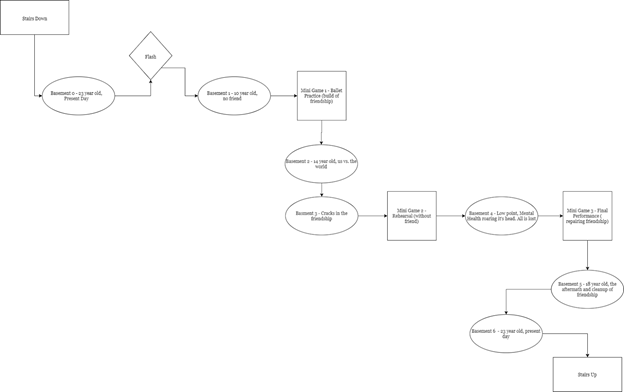 Stairs Down
Flash
Basement 0 - 23 year old,
Present Day
Basement 1 - 10 year old,
no friend
Mini Game 1 - Ballet
Practice (build of
friendship)
Basement 2 - 14 year old, us vs. the
world
Basment 3 - Cracks in the
friendship
Mini Game 2 -
Rehearsal (without
friend)
Basement 4 - Low point, Mental
Health roaring it's head. All is lost
Mini Game 3 - Final
Performance (
repairing friendship)
Basement 5 - 18 year old, the
aftermath and cleanup of
friendship
Basement 6 - 23 year old, present
day
Stairs Up